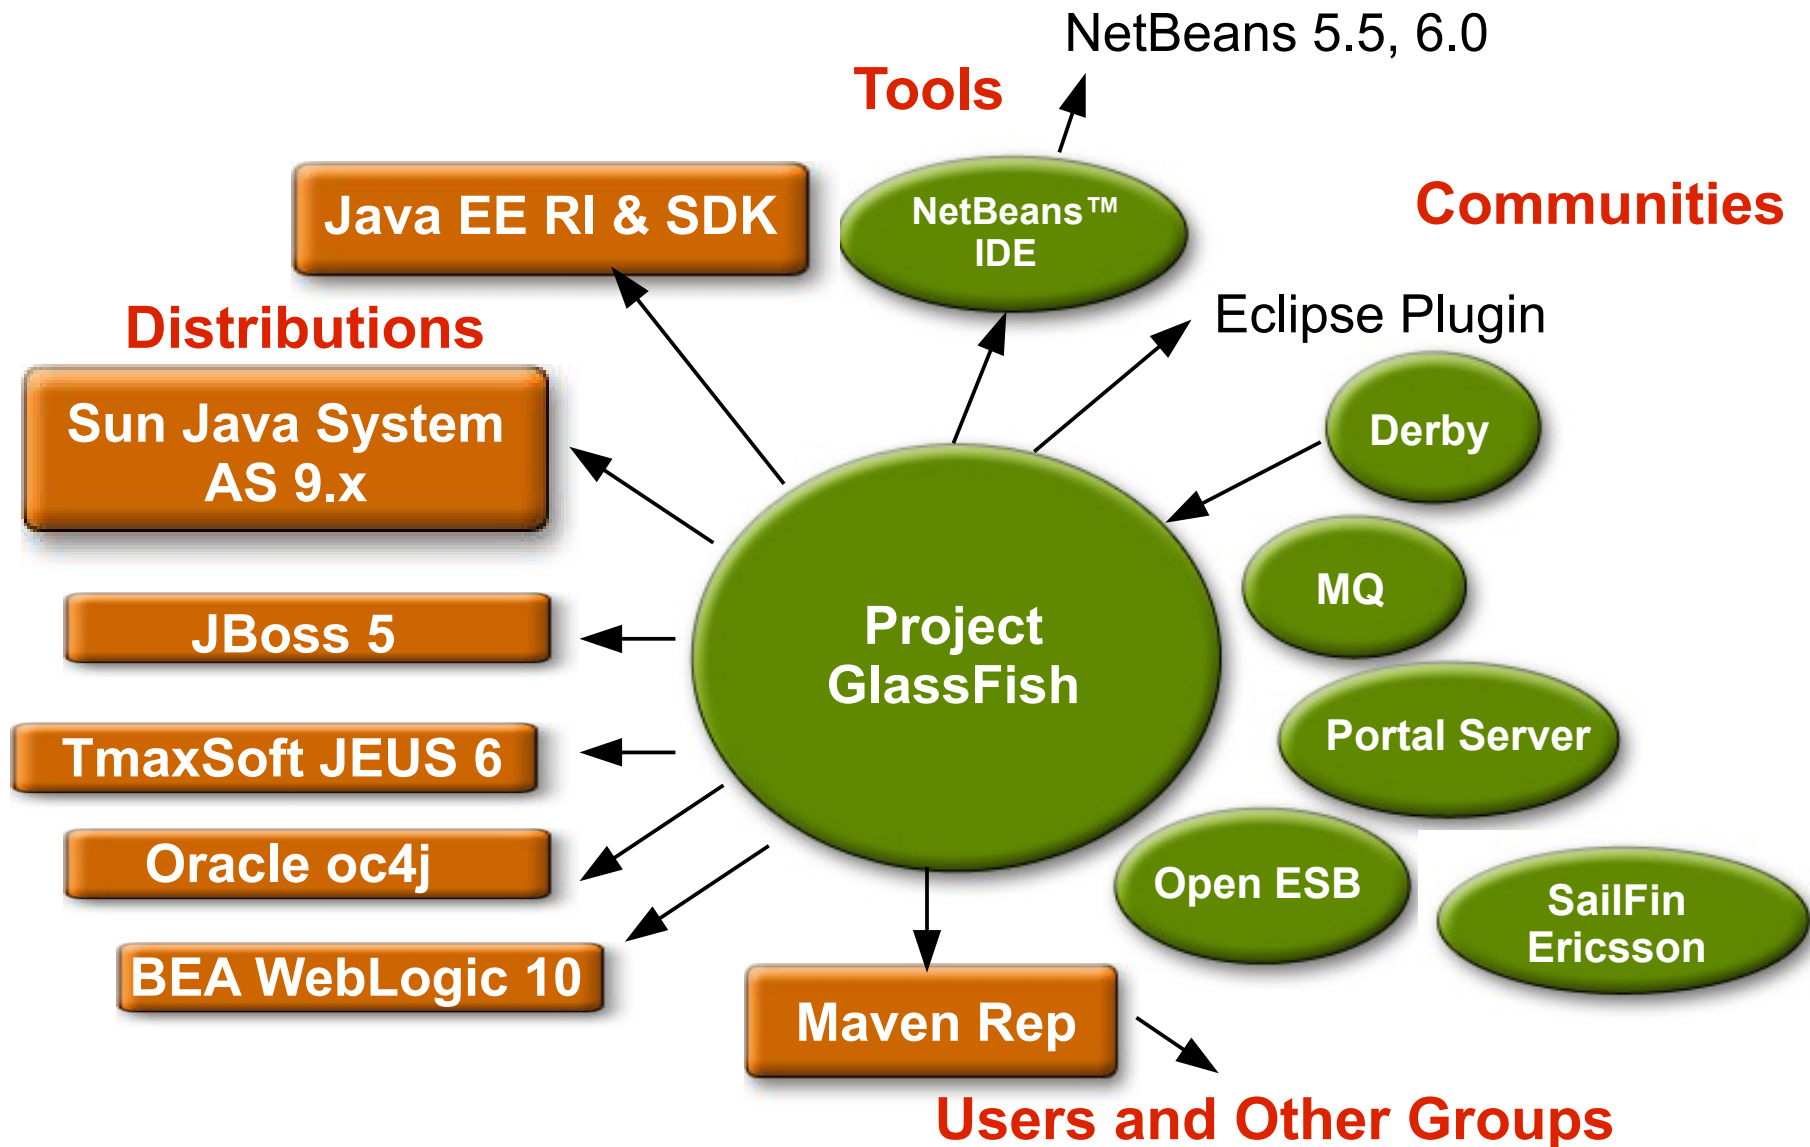 NetBeans 5.5, 6.0
Tools
Java EE RI & SDK
NetBeans™
IDE
Communities
Distributions
Eclipse Plugin
Sun Java System
AS 9.x
Derby
MQ
JBoss 5
Project
GlassFish
TmaxSoft JEUS 6
Portal Server
Oracle oc4j
Open ESB
SailFin
Ericsson
BEA WebLogic 10
Maven Rep
Users and Other Groups